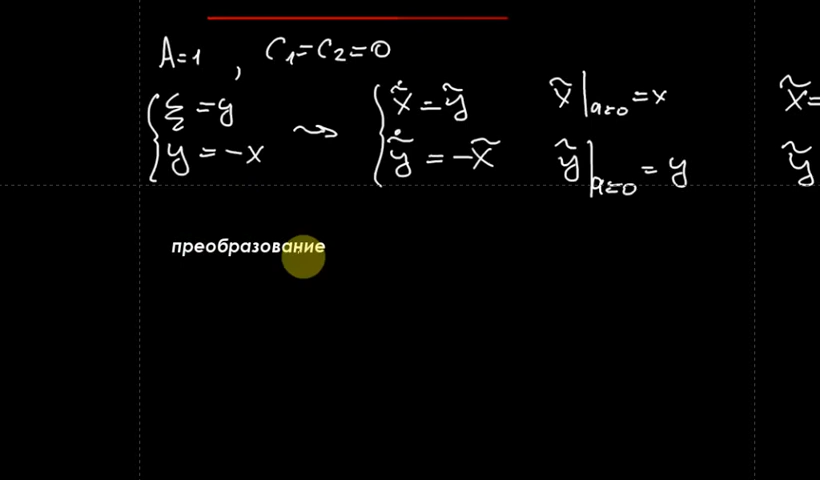 A=1 , C₁=C₂=0
{ ξ = y ⇝ { ẋ̃ = ỹ x̃|ₐ₌₀ = x x̃=
{ y = -x { ẏ̃ = -x̃ ỹ|ₐ₌₀ = y ỹ
преобразование